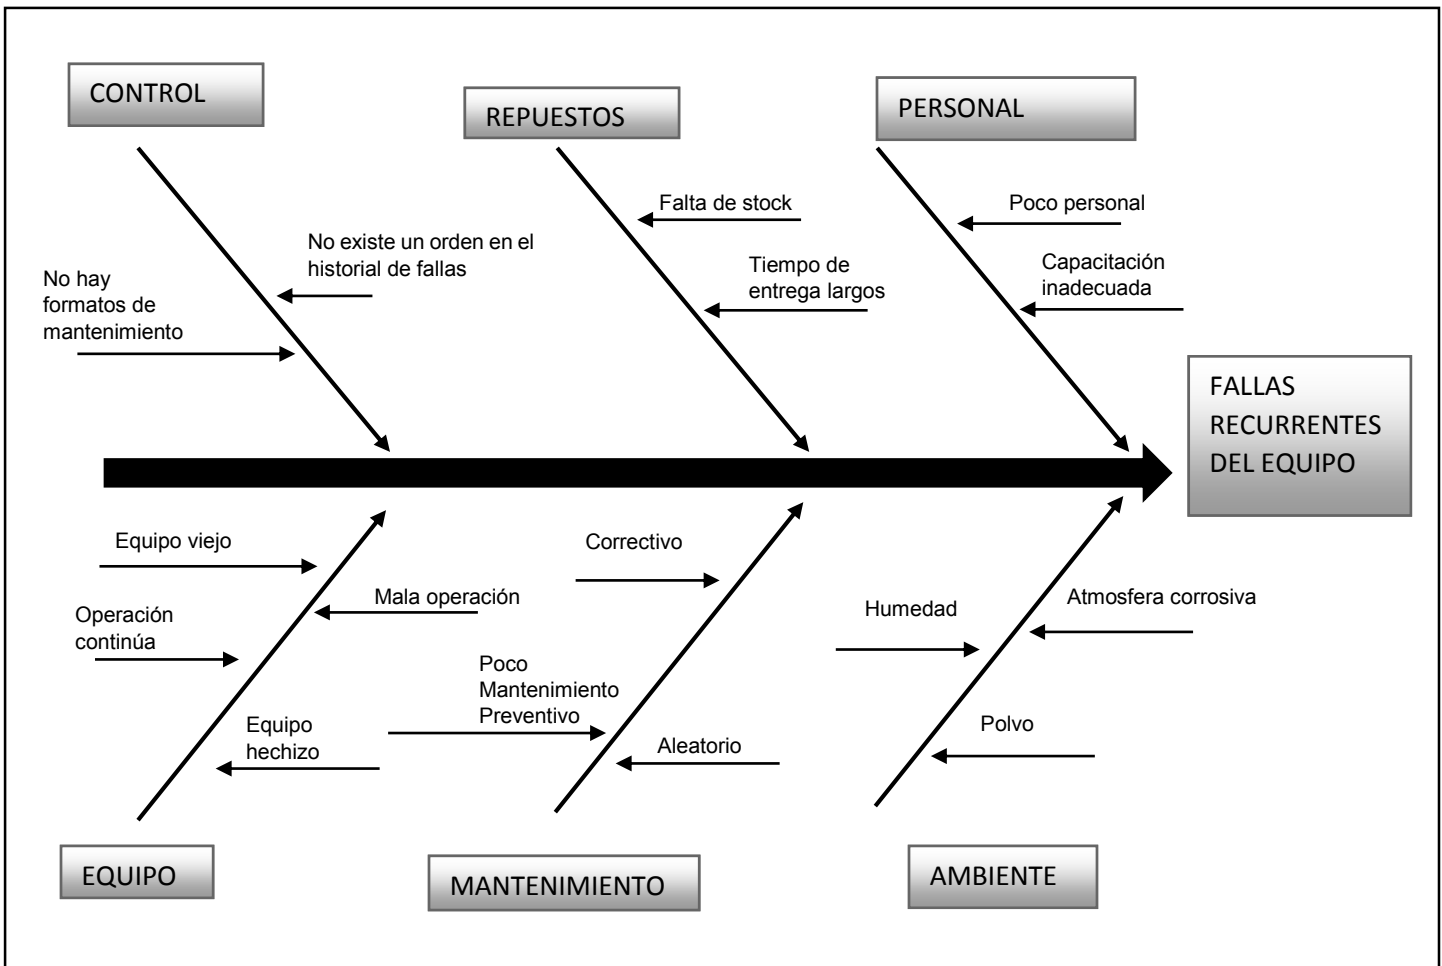 CONTROL
REPUESTOS
PERSONAL
Falta de stock
Poco personal
No existe un orden en el
historial de fallas
Tiempo de
entrega largos
Capacitación
inadecuada
No hay
formatos de
mantenimiento
FALLAS
RECURRENTES
DEL EQUIPO
Equipo viejo
Correctivo
Mala operación
Operación
continúa
Humedad
Atmosfera corrosiva
Poco
Mantenimiento
Preventivo
Equipo
hechizo
Aleatorio
Polvo
EQUIPO
MANTENIMIENTO
AMBIENTE